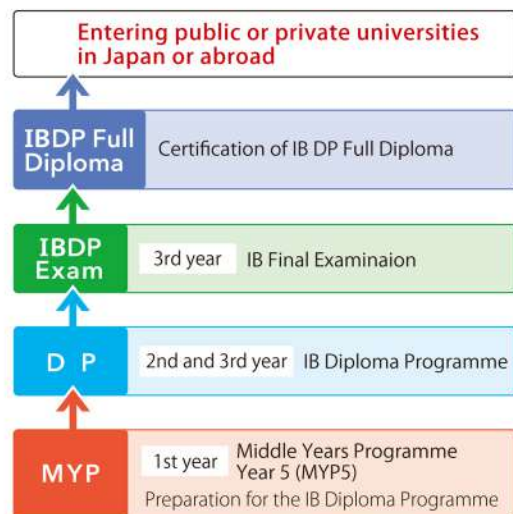 Entering public or private universities
in Japan or abroad
IBDP Full
Diploma
Certification of IB DP Full Diploma
IBDP
Exam
3rd year IB Final Examinaion
D P
2nd and 3rd year IB Diploma Programme
MYP
1st year
Middle Years Programme
Year 5 (MYP5)
Preparation for the IB Diploma Programme